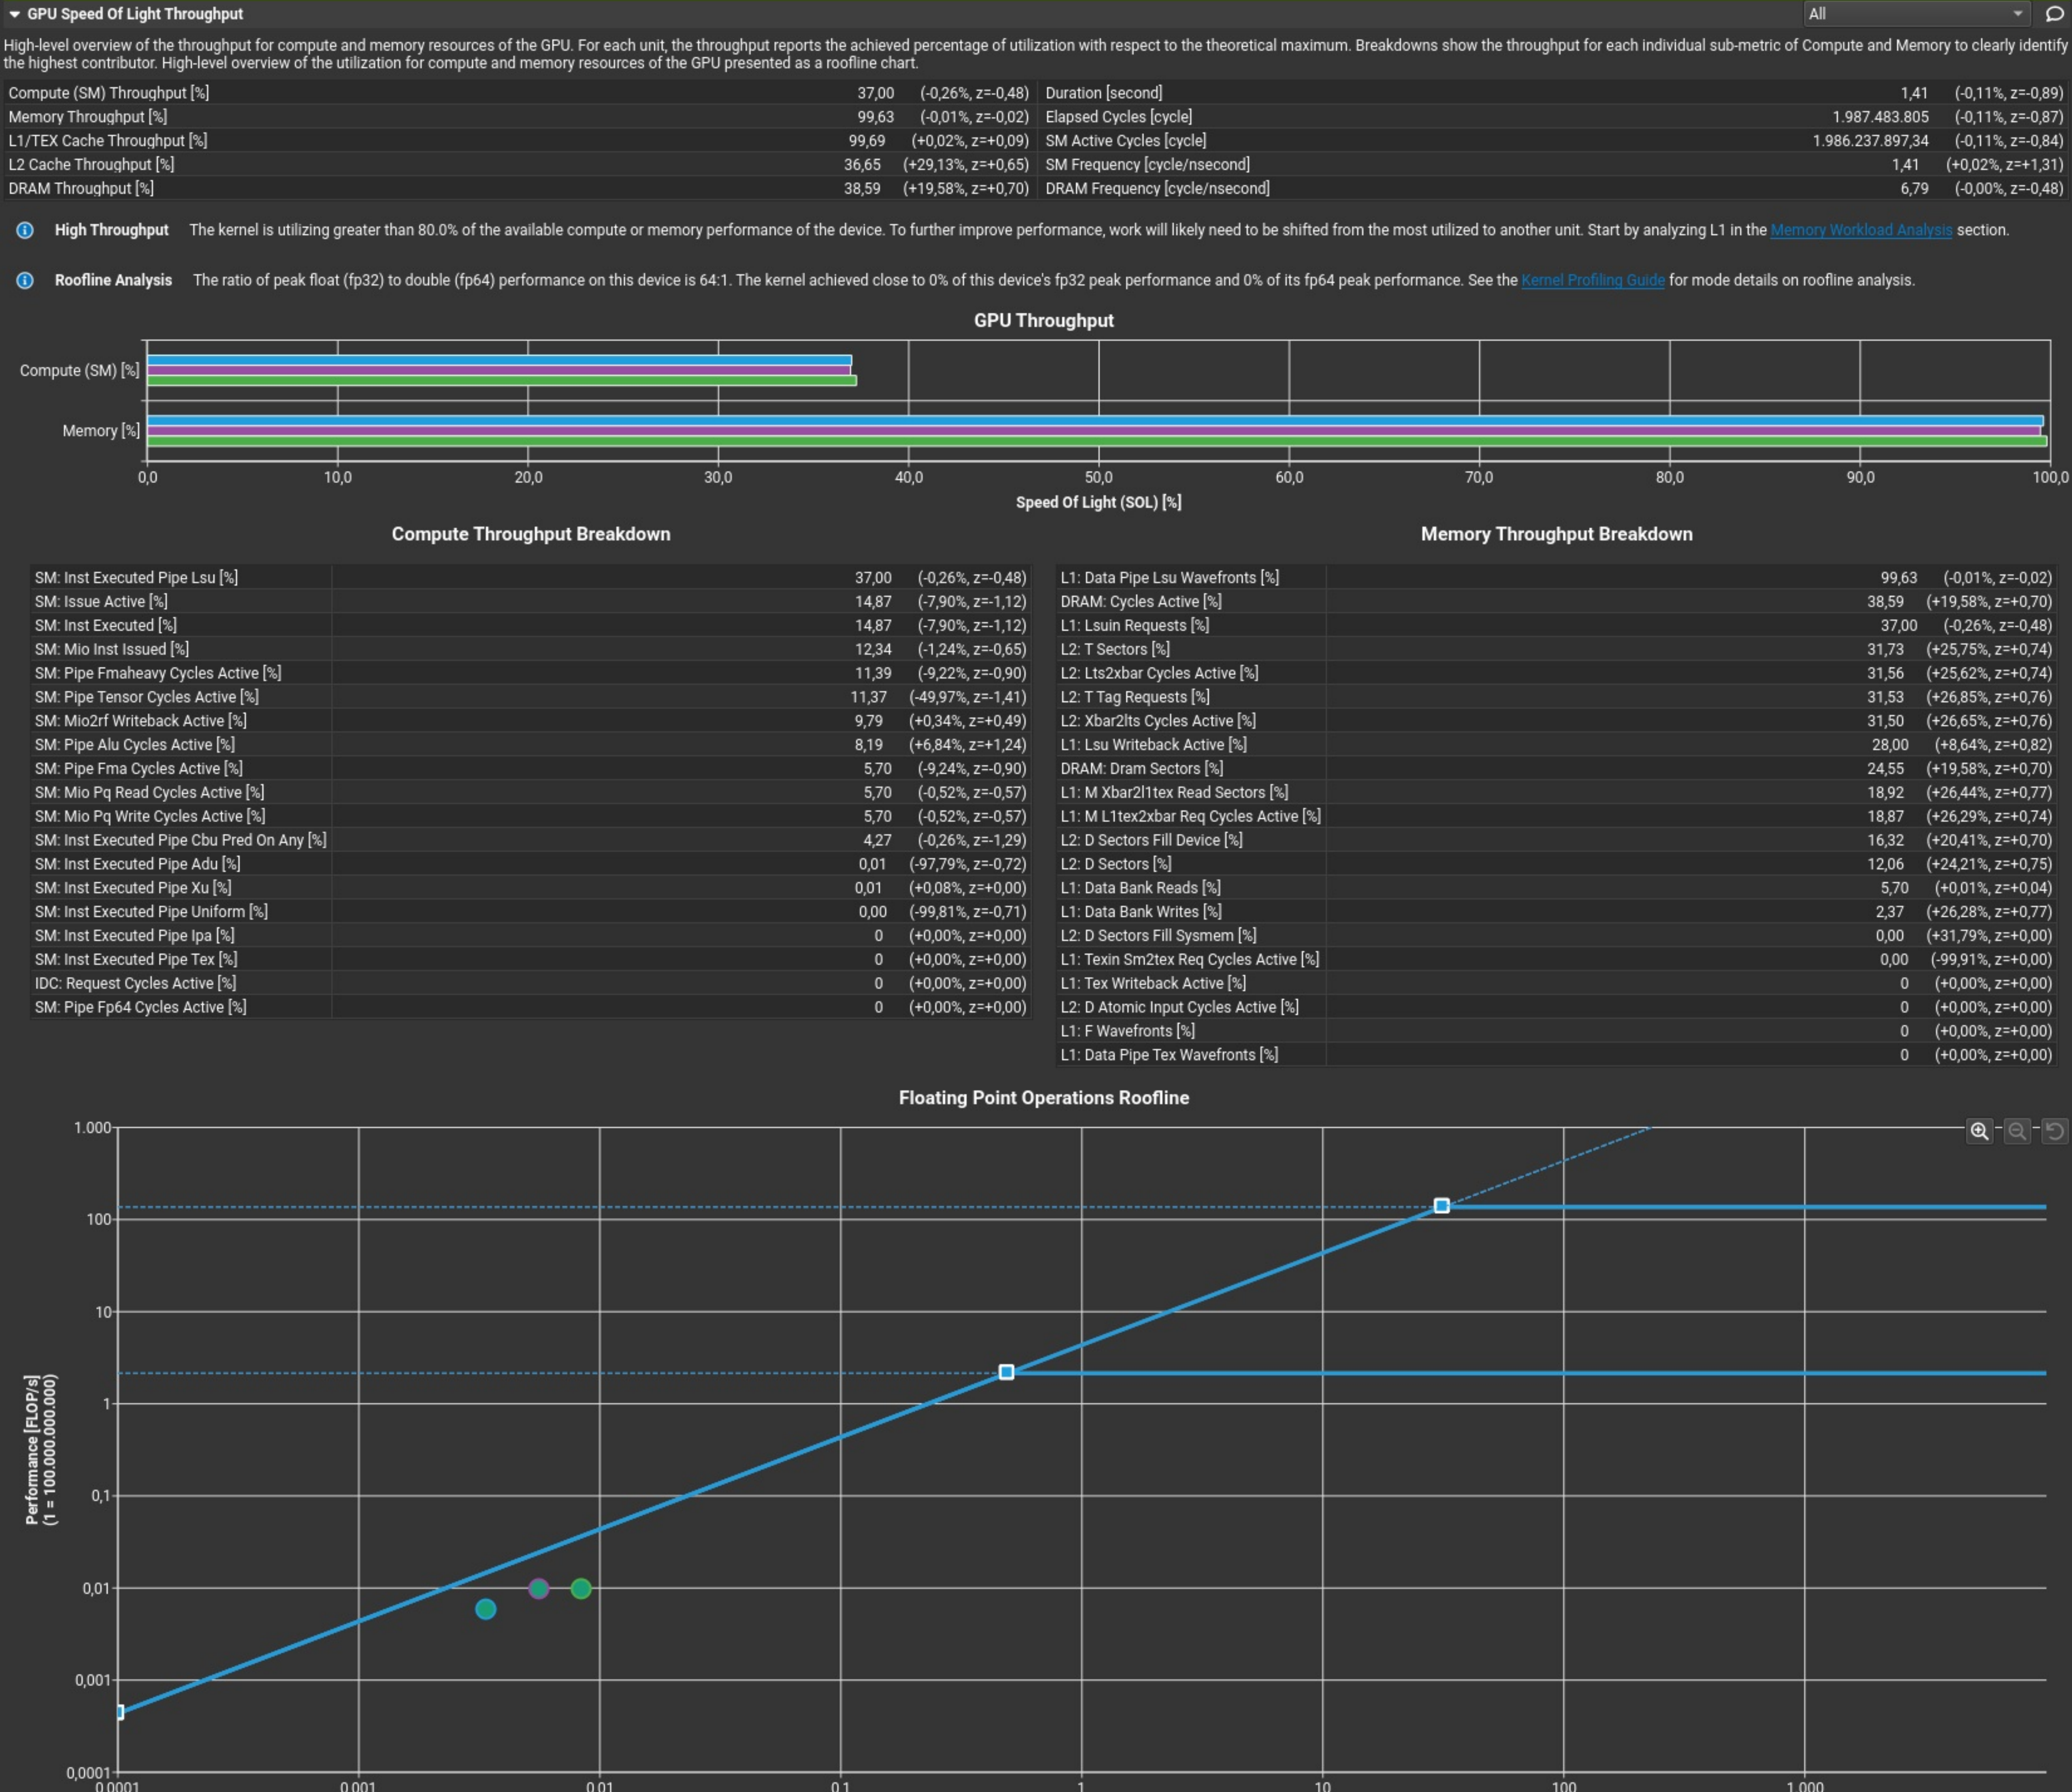 GPU Speed Of Light Throughput
All
High-level overview of the throughput for compute and memory resources of the GPU. For each unit, the throughput reports the achieved percentage of utilization with respect to the theoretical maximum. Breakdowns show the throughput for each individual sub-metric of Compute and Memory to clearly identify
the highest contributor. High-level overview of the utilization for compute and memory resources of the GPU presented as a roofline chart.
Compute (SM) Throughput [%] 37,00 (-0,26%, z=-0,48) Duration [second] 1,41 (-0,11%, z=-0,89)
Memory Throughput [%] 99,63 (-0,01%, z=-0,02) Elapsed Cycles [cycle] 1.987.483.805 (-0,11%, z=-0,87)
L1/TEX Cache Throughput [%] 99,69 (+0,02%, z=+0,09) SM Active Cycles [cycle] 1.986.237.897,34 (-0,11%, z=-0,84)
L2 Cache Throughput [%] 36,65 (+29,13%, z=+0,65) SM Frequency [cycle/nsecond] 1,41 (+0,02%, z=+1,31)
DRAM Throughput [%] 38,59 (+19,58%, z=+0,70) DRAM Frequency [cycle/nsecond] 6,79 (-0,00%, z=-0,48)
High Throughput The kernel is utilizing greater than 80.0% of the available compute or memory performance of the device. To further improve performance, work will likely need to be shifted from the most utilized to another unit. Start by analyzing L1 in the Memory Workload Analysis section.
Roofline Analysis The ratio of peak float (fp32) to double (fp64) performance on this device is 64:1. The kernel achieved close to 0% of this device's fp32 peak performance and 0% of its fp64 peak performance. See the Kernel Profiling Guide for mode details on roofline analysis.
GPU Throughput
Compute (SM) [%]
Memory [%]
0,0 10,0 20,0 30,0 40,0 50,0 60,0 70,0 80,0 90,0 100,0
Speed Of Light (SOL) [%]
Compute Throughput Breakdown
SM: Inst Executed Pipe Lsu [%] 37,00 (-0,26%, z=-0,48)
SM: Issue Active [%] 14,87 (-7,90%, z=-1,12)
SM: Inst Executed [%] 14,87 (-7,90%, z=-1,12)
SM: Mio Inst Issued [%] 12,34 (-1,24%, z=-0,65)
SM: Pipe Fmaheavy Cycles Active [%] 11,39 (-9,22%, z=-0,90)
SM: Pipe Tensor Cycles Active [%] 11,37 (-49,97%, z=-1,41)
SM: Mio2rf Writeback Active [%] 9,79 (+0,34%, z=+0,49)
SM: Pipe Alu Cycles Active [%] 8,19 (+6,84%, z=+1,24)
SM: Pipe Fma Cycles Active [%] 5,70 (-9,24%, z=-0,90)
SM: Mio Pq Read Cycles Active [%] 5,70 (-0,52%, z=-0,57)
SM: Mio Pq Write Cycles Active [%] 5,70 (-0,52%, z=-0,57)
SM: Inst Executed Pipe Cbu Pred On Any [%] 4,27 (-0,26%, z=-1,29)
SM: Inst Executed Pipe Adu [%] 0,01 (-97,79%, z=-0,72)
SM: Inst Executed Pipe Xu [%] 0,01 (+0,08%, z=+0,00)
SM: Inst Executed Pipe Uniform [%] 0,00 (-99,81%, z=-0,71)
SM: Inst Executed Pipe Ipa [%] 0 (+0,00%, z=+0,00)
SM: Inst Executed Pipe Tex [%] 0 (+0,00%, z=+0,00)
IDC: Request Cycles Active [%] 0 (+0,00%, z=+0,00)
SM: Pipe Fp64 Cycles Active [%] 0 (+0,00%, z=+0,00)
Memory Throughput Breakdown
L1: Data Pipe Lsu Wavefronts [%] 99,63 (-0,01%, z=-0,02)
DRAM: Cycles Active [%] 38,59 (+19,58%, z=+0,70)
L1: Lsuin Requests [%] 37,00 (-0,26%, z=-0,48)
L2: T Sectors [%] 31,73 (+25,75%, z=+0,74)
L2: Lts2xbar Cycles Active [%] 31,56 (+25,62%, z=+0,74)
L2: T Tag Requests [%] 31,53 (+26,85%, z=+0,76)
L2: Xbar2lts Cycles Active [%] 31,50 (+26,65%, z=+0,76)
L1: Lsu Writeback Active [%] 28,00 (+8,64%, z=+0,82)
DRAM: Dram Sectors [%] 24,55 (+19,58%, z=+0,70)
L1: M Xbar2l1tex Read Sectors [%] 18,92 (+26,44%, z=+0,77)
L1: M L1tex2xbar Req Cycles Active [%] 18,87 (+26,29%, z=+0,74)
L2: D Sectors Fill Device [%] 16,32 (+20,41%, z=+0,70)
L2: D Sectors [%] 12,06 (+24,21%, z=+0,75)
L1: Data Bank Reads [%] 5,70 (+0,01%, z=+0,04)
L1: Data Bank Writes [%] 2,37 (+26,28%, z=+0,77)
L2: D Sectors Fill Sysmem [%] 0,00 (+31,79%, z=+0,00)
L1: Texin Sm2tex Req Cycles Active [%] 0,00 (-99,91%, z=+0,00)
L1: Tex Writeback Active [%] 0 (+0,00%, z=+0,00)
L2: D Atomic Input Cycles Active [%] 0 (+0,00%, z=+0,00)
L1: F Wavefronts [%] 0 (+0,00%, z=+0,00)
L1: Data Pipe Tex Wavefronts [%] 0 (+0,00%, z=+0,00)
Floating Point Operations Roofline
Performance [FLOP/s]
(1 = 100.000.000.000)
1.000
100
10
1
0,1
0,01
0,001
0,0001
0,0001 0,001 0,01 0,1 1 10 100 1.000